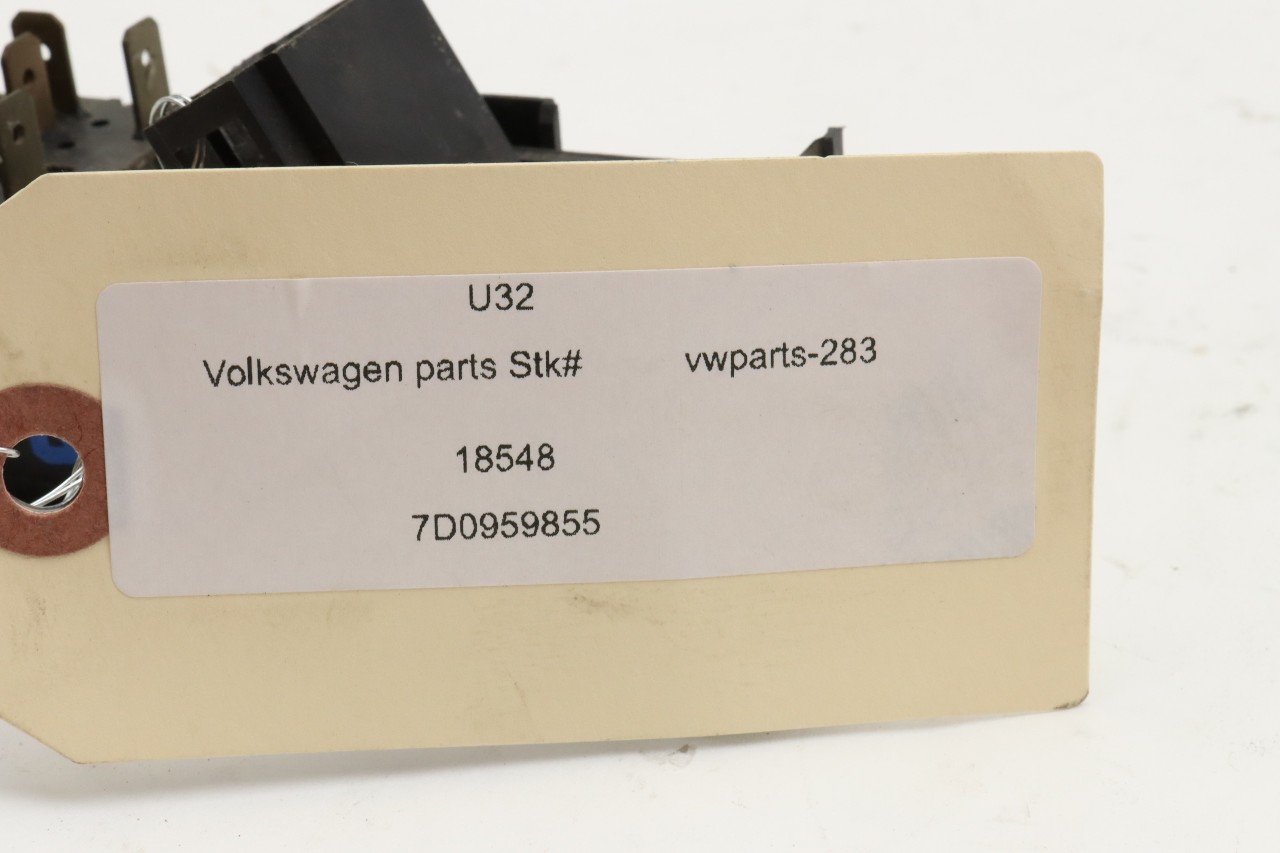 U32
Volkswagen parts Stk# vwparts-283
18548
7D0959855